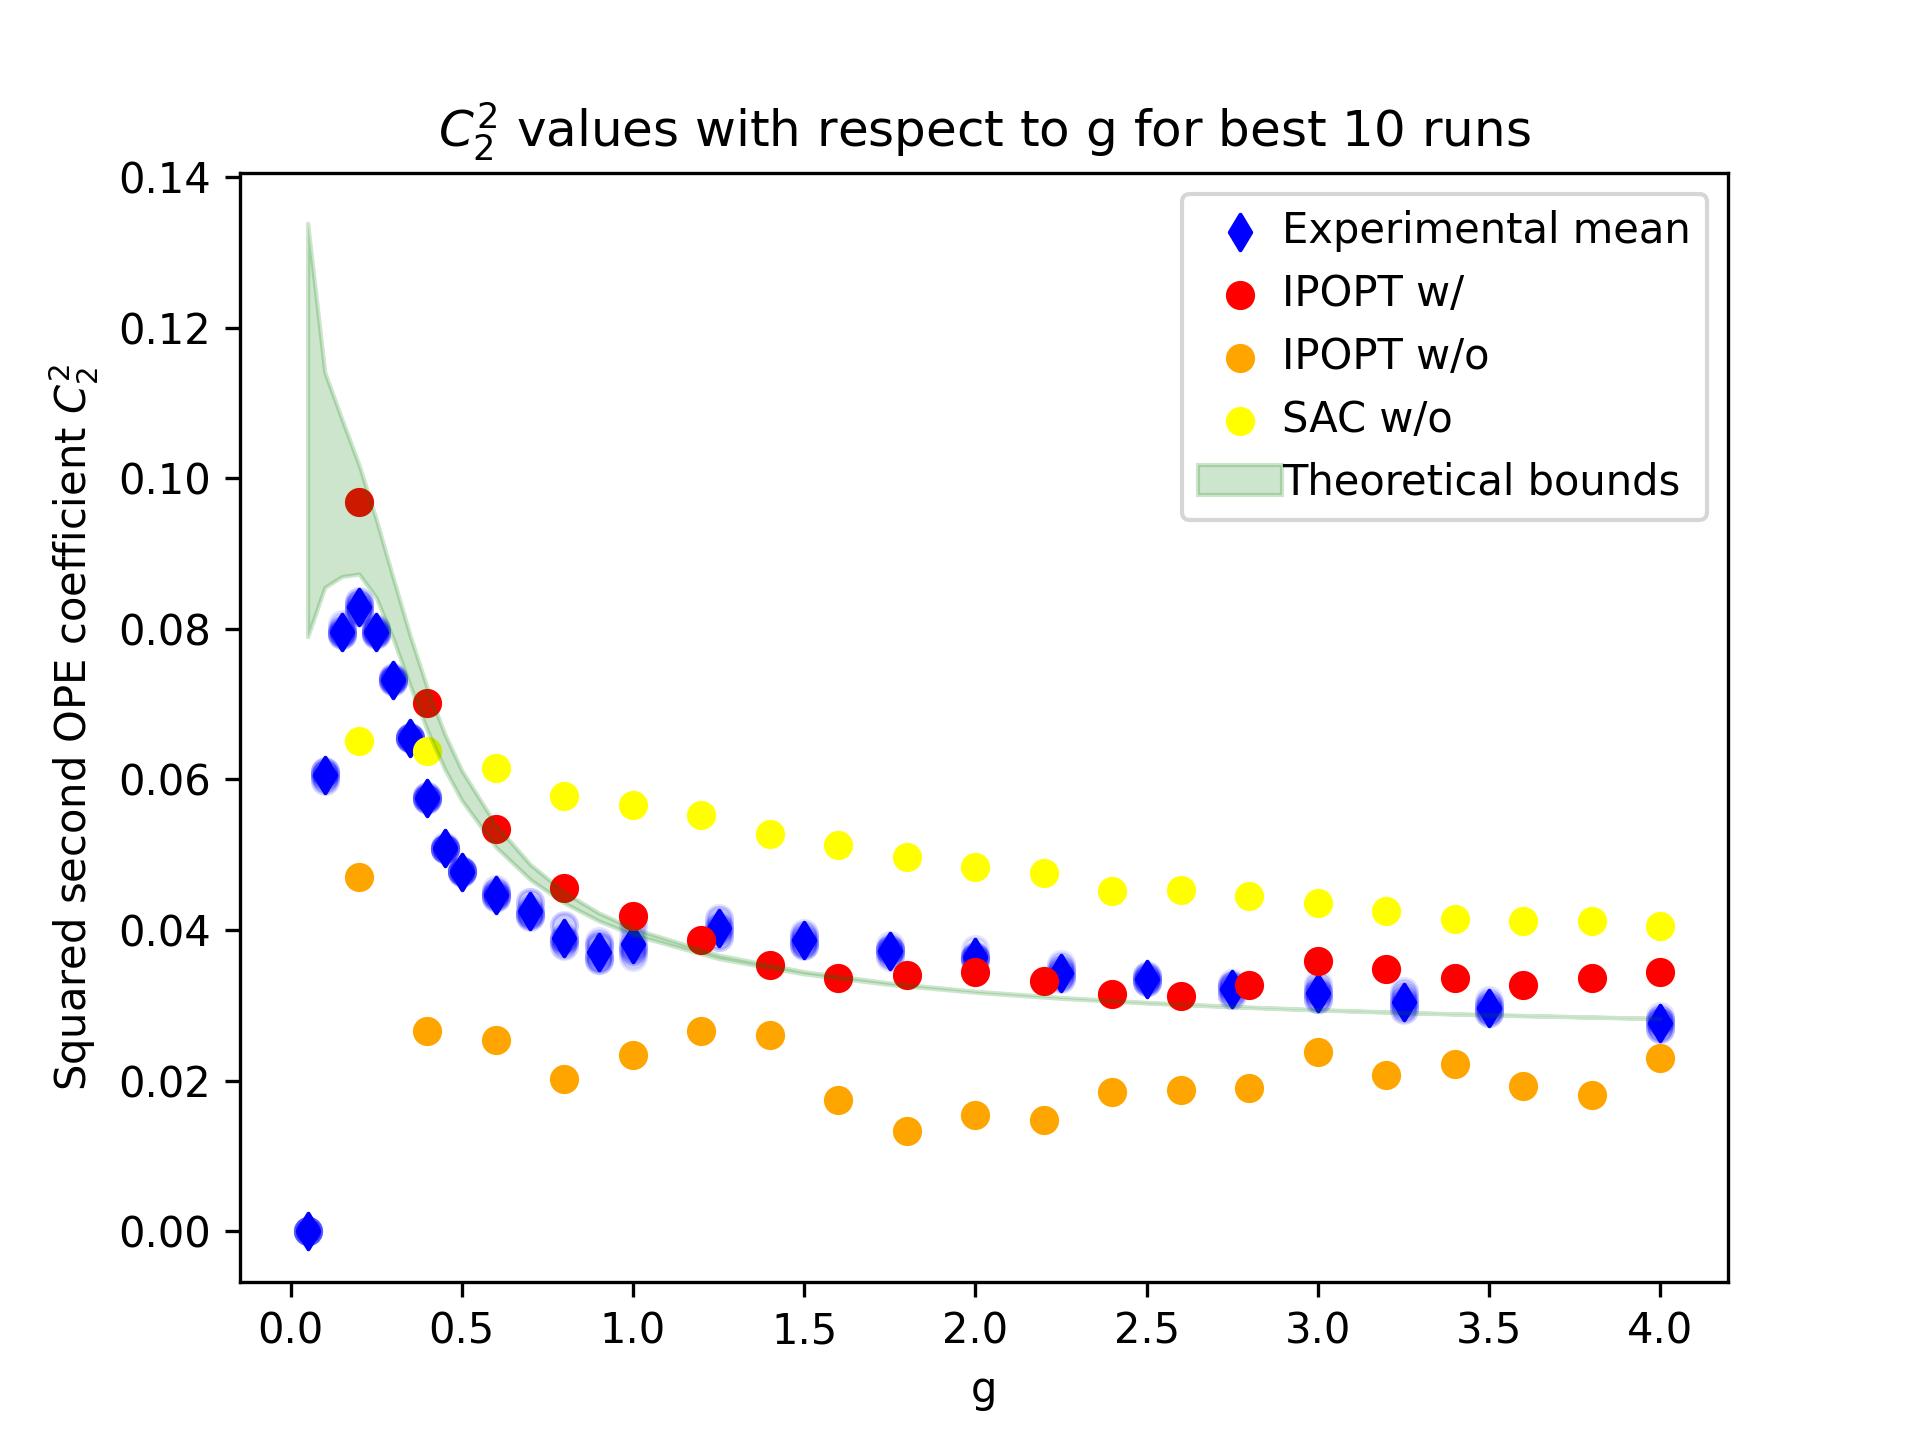 $C_2^2$ values with respect to g for best 10 runs
Squared second OPE coefficient $C_2^2$
0.14
0.12
0.10
0.08
0.06
0.04
0.02
0.00
Experimental mean
IPOPT w/
IPOPT w/o
SAC w/o
Theoretical bounds
0.0 0.5 1.0 1.5 2.0 2.5 3.0 3.5 4.0
g